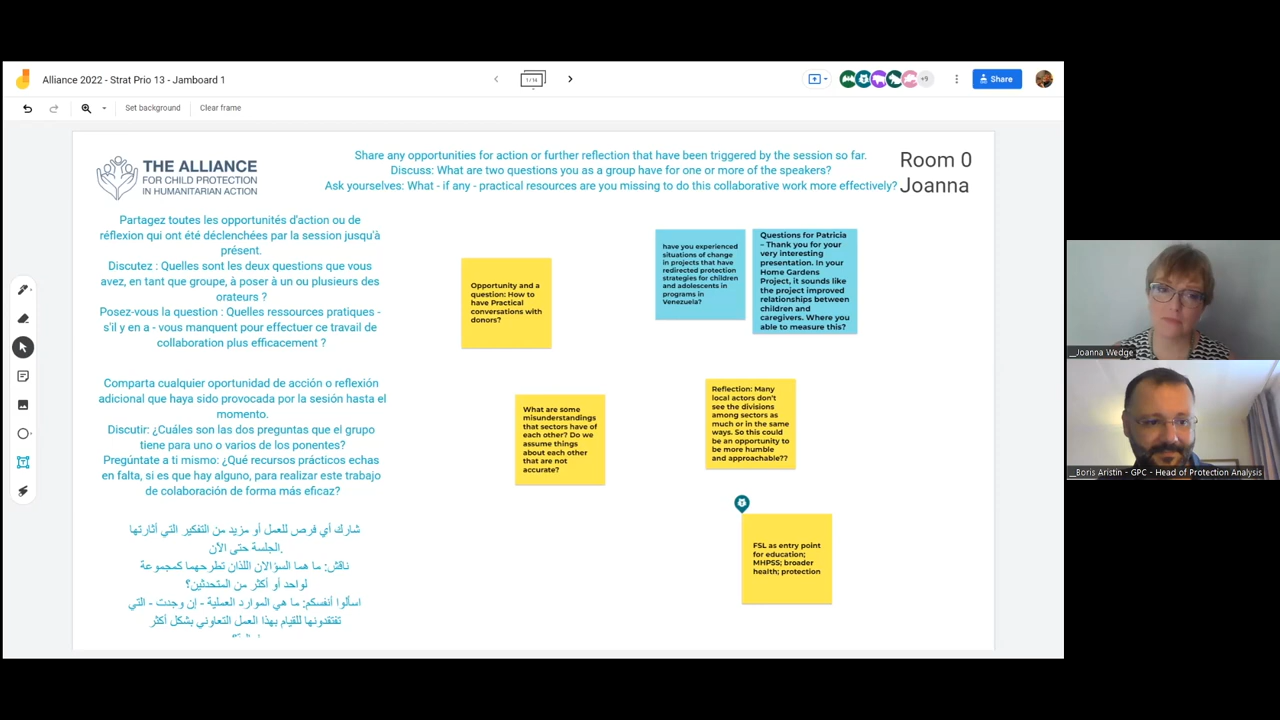 Alliance 2022 - Strat Prio 13 - Jamboard 1
1 / 14
+9
Share
Set background
Clear frame
THE ALLIANCE
FOR CHILD PROTECTION
IN HUMANITARIAN ACTION
Share any opportunities for action or further reflection that have been triggered by the session so far.
Discuss: What are two questions you as a group have for one or more of the speakers?
Ask yourselves: What - if any - practical resources are you missing to do this collaborative work more effectively?
Room 0
Joanna
Partagez toutes les opportunités d'action ou de
réflexion qui ont été déclenchées par la session jusqu'à
présent.
Discutez : Quelles sont les deux questions que vous
avez, en tant que groupe, à poser à un ou plusieurs des
orateurs ?
Posez-vous la question : Quelles ressources pratiques -
s'il y en a - vous manquent pour effectuer ce travail de
collaboration plus efficacement ?
Comparta cualquier oportunidad de acción o reflexión
adicional que haya sido provocada por la sesión hasta el
momento.
Discutir: ¿Cuáles son las dos preguntas que el grupo
tiene para uno o varios de los ponentes?
Pregúntate a ti mismo: ¿Qué recursos prácticos echas
en falta, si es que hay alguno, para realizar este trabajo
de colaboración de forma más eficaz?
شارك أي فرص للعمل أو مزيد من التفكير التي أثارتها
الجلسة حتى الآن.
ناقش: ما هما السؤالان اللذان تطرحهما كمجموعة
لواحد أو أكثر من المتحدثين؟
اسألوا أنفسكم: ما هي الموارد العملية - إن وجدت - التي
تفتقدونها للقيام بهذا العمل التعاوني بشكل أكثر
Opportunity and a
question: How to
have Practical
conversations with
donors?
have you experienced
situations of change
in projects that have
redirected protection
strategies for children
and adolescents in
programs in
Venezuela?
Questions for Patricia
– Thank you for your
very interesting
presentation. In your
Home Gardens
Project, it sounds like
the project improved
relationships between
children and
caregivers. Where you
able to measure this?
What are some
misunderstandings
that sectors have of
each other? Do we
assume things
about each other
that are not
accurate?
Reflection: Many
local actors don't
see the divisions
among sectors as
much or in the same
ways. So this could
be an opportunity to
be more humble
and approachable??
FSL as entry point
for education;
MHPSS; broader
health; protection
__Joanna Wedge
__Boris Aristin - GPC - Head of Protection Analysis